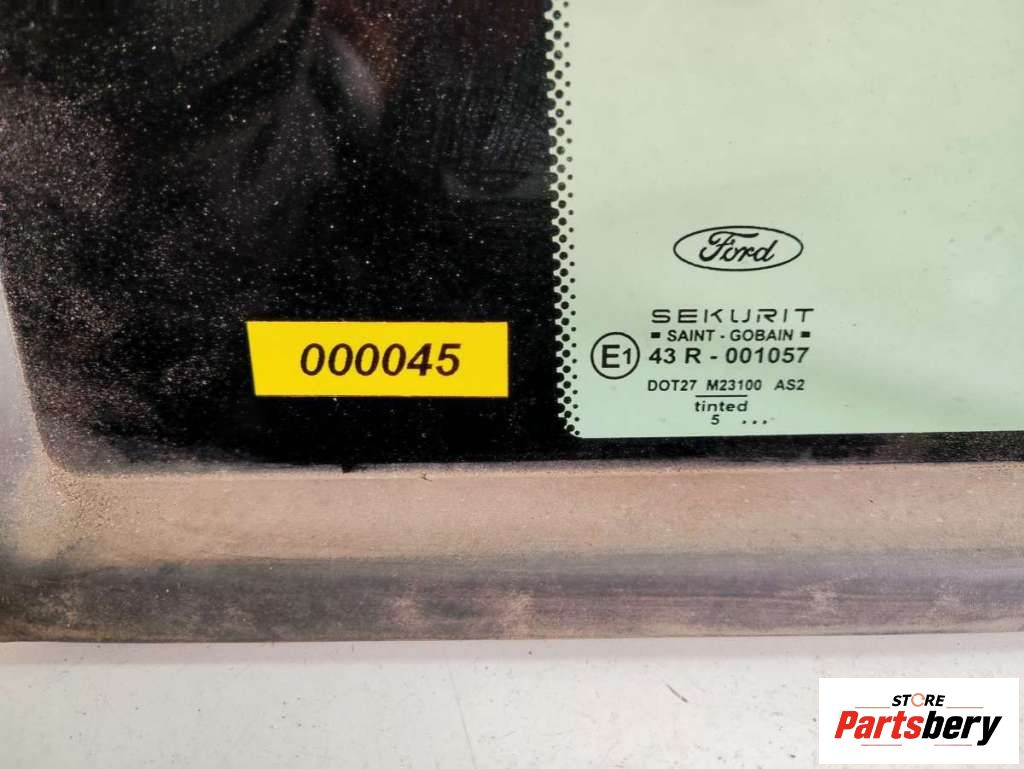 000045
Ford
SEKURIT
SAINT - GOBAIN
E1 43 R - 001057
DOT27 M23100 AS2
tinted
5 ...
STORE
Partsbery